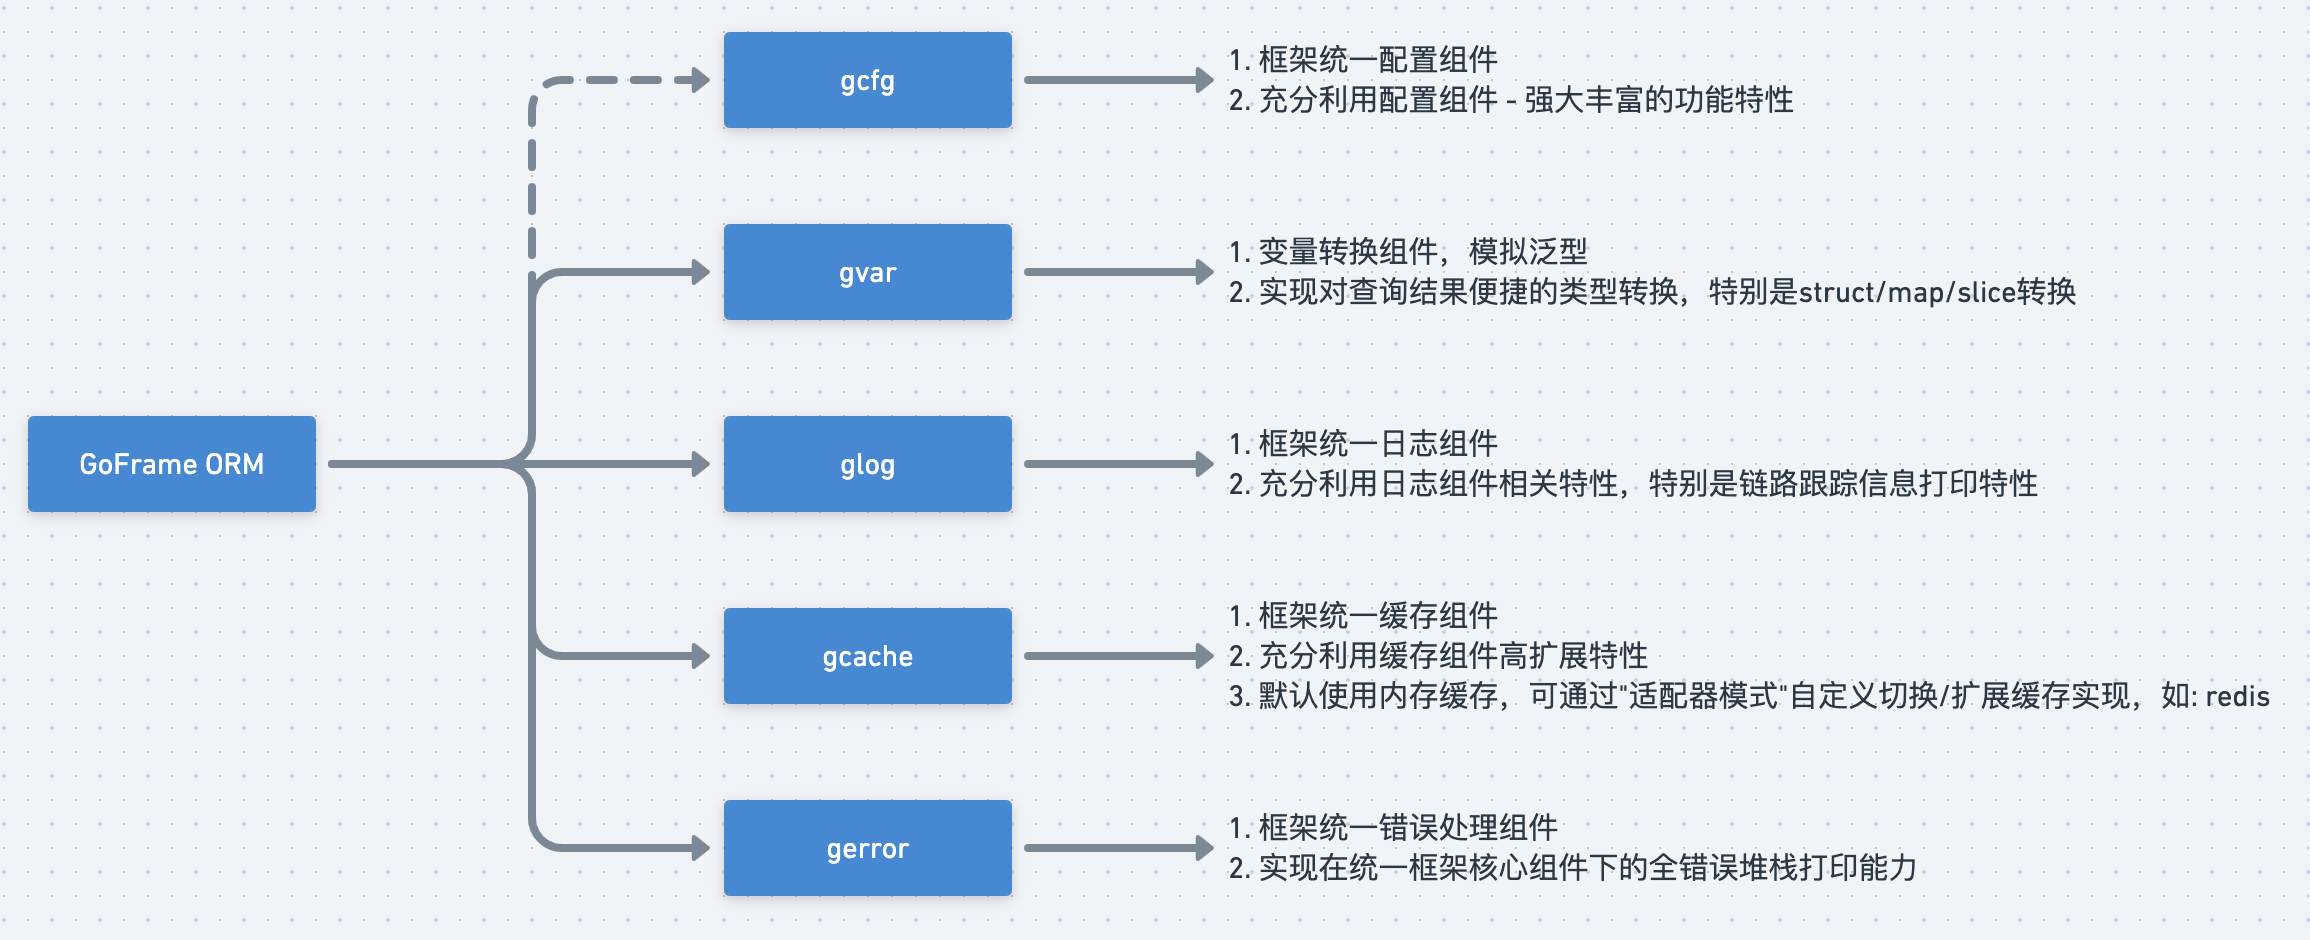 gcfg
1. 框架统一配置组件
2. 充分利用配置组件 - 强大丰富的功能特性
gvar
1. 变量转换组件，模拟泛型
2. 实现对查询结果便捷的类型转换，特别是struct/map/slice转换
GoFrame ORM
glog
1. 框架统一日志组件
2. 充分利用日志组件相关特性，特别是链路跟踪信息打印特性
gcache
1. 框架统一缓存组件
2. 充分利用缓存组件高扩展特性
3. 默认使用内存缓存，可通过"适配器模式"自定义切换/扩展缓存实现，如: redis
gerror
1. 框架统一错误处理组件
2. 实现在统一框架核心组件下的全错误堆栈打印能力